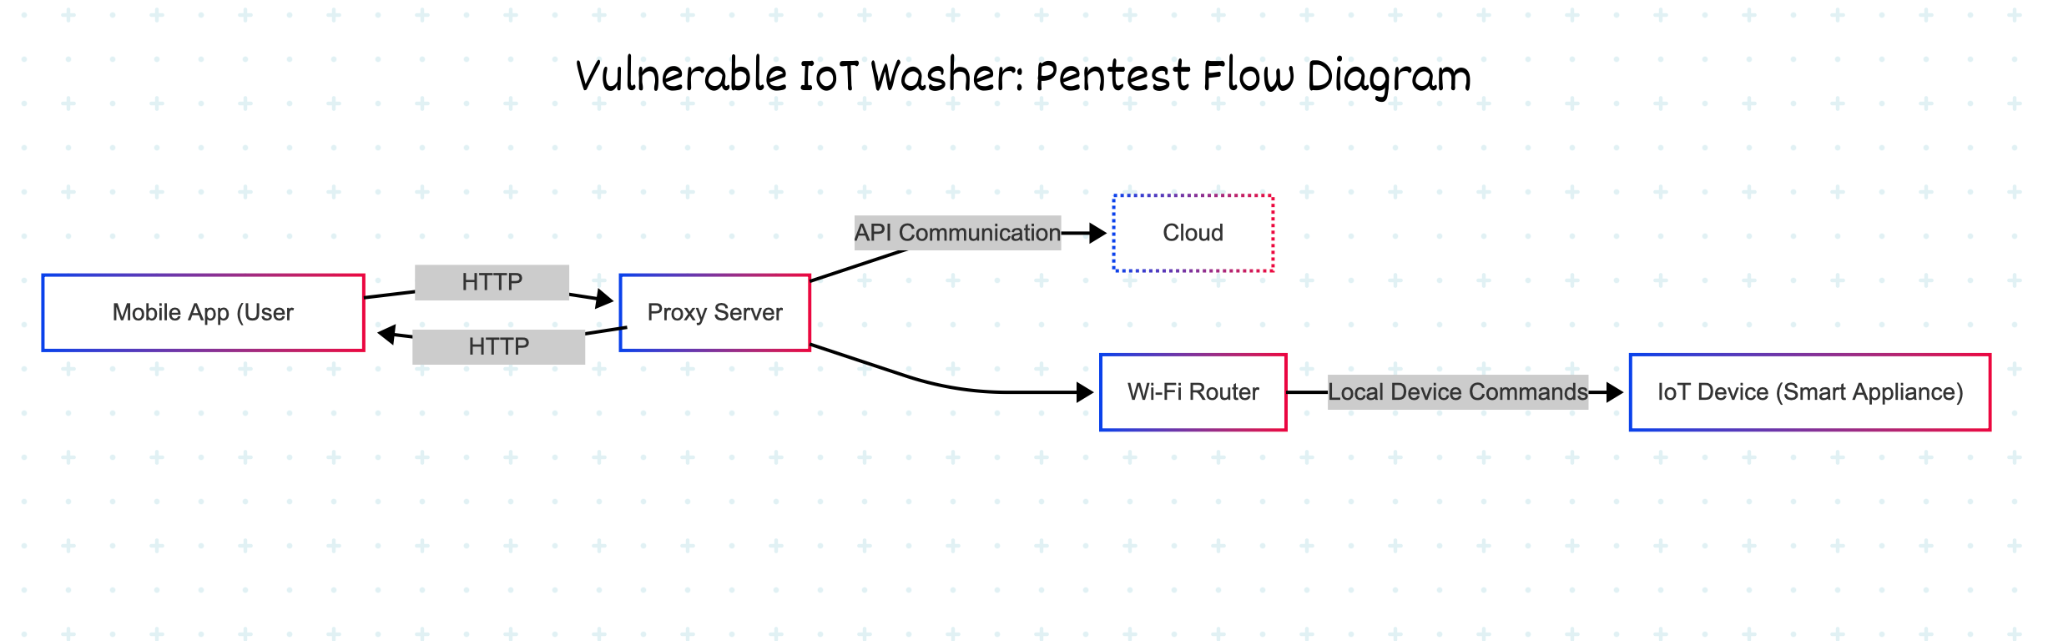 Vulnerable IoT Washer: Pentest Flow Diagram
API Communication
Cloud
HTTP
Mobile App (User
Proxy Server
HTTP
Wi-Fi Router
Local Device Commands
IoT Device (Smart Appliance)